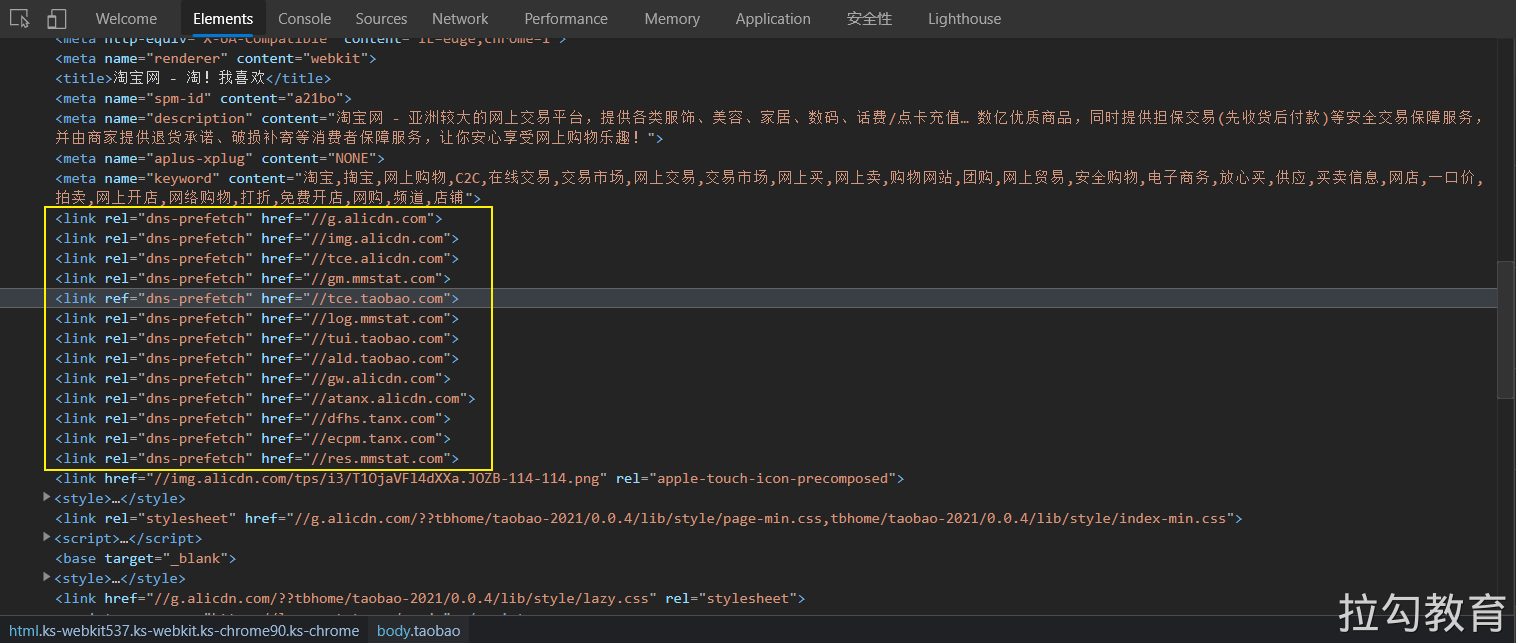 Welcome Elements Console Sources Network Performance Memory Application 安全性 Lighthouse
<meta http-equiv="X-UA-Compatible" content="IE=edge,chrome=1">
<meta name="renderer" content="webkit">
<title>淘宝网 - 淘！我喜欢</title>
<meta name="spm-id" content="a21bo">
<meta name="description" content="淘宝网 - 亚洲较大的网上交易平台，提供各类服饰、美容、家居、数码、话费/点卡充值… 数亿优质商品，同时提供担保交易(先收货后付款)等安全交易保障服务，
并由商家提供退货承诺、破损补寄等消费者保障服务，让你安心享受网上购物乐趣！">
<meta name="aplus-xplug" content="NONE">
<meta name="keyword" content="淘宝,掏宝,网上购物,C2C,在线交易,交易市场,网上交易,交易市场,网上买,网上卖,购物网站,团购,网上贸易,安全购物,电子商务,放心买,供应,买卖信息,网店,一口价,
拍卖,网上开店,网络购物,打折,免费开店,网购,频道,店铺">
<link rel="dns-prefetch" href="//g.alicdn.com">
<link rel="dns-prefetch" href="//img.alicdn.com">
<link rel="dns-prefetch" href="//tce.alicdn.com">
<link rel="dns-prefetch" href="//gm.mmstat.com">
<link ref="dns-prefetch" href="//tce.taobao.com">
<link rel="dns-prefetch" href="//log.mmstat.com">
<link rel="dns-prefetch" href="//tui.taobao.com">
<link rel="dns-prefetch" href="//ald.taobao.com">
<link rel="dns-prefetch" href="//gw.alicdn.com">
<link rel="dns-prefetch" href="//atanx.alicdn.com">
<link rel="dns-prefetch" href="//dfhs.tanx.com">
<link rel="dns-prefetch" href="//ecpm.tanx.com">
<link rel="dns-prefetch" href="//res.mmstat.com">
<link href="//img.alicdn.com/tps/i3/T1OjaVFl4dXXa.JOZB-114-114.png" rel="apple-touch-icon-precomposed">
<style>…</style>
<link rel="stylesheet" href="//g.alicdn.com/??tbhome/taobao-2021/0.0.4/lib/style/page-min.css,tbhome/taobao-2021/0.0.4/lib/style/index-min.css">
<script>…</script>
<base target="_blank">
<style>…</style>
<link href="//g.alicdn.com/??tbhome/taobao-2021/0.0.4/lib/style/lazy.css" rel="stylesheet">
拉勾教育
html.ks-webkit537.ks-webkit.ks-chrome90.ks-chrome body.taobao